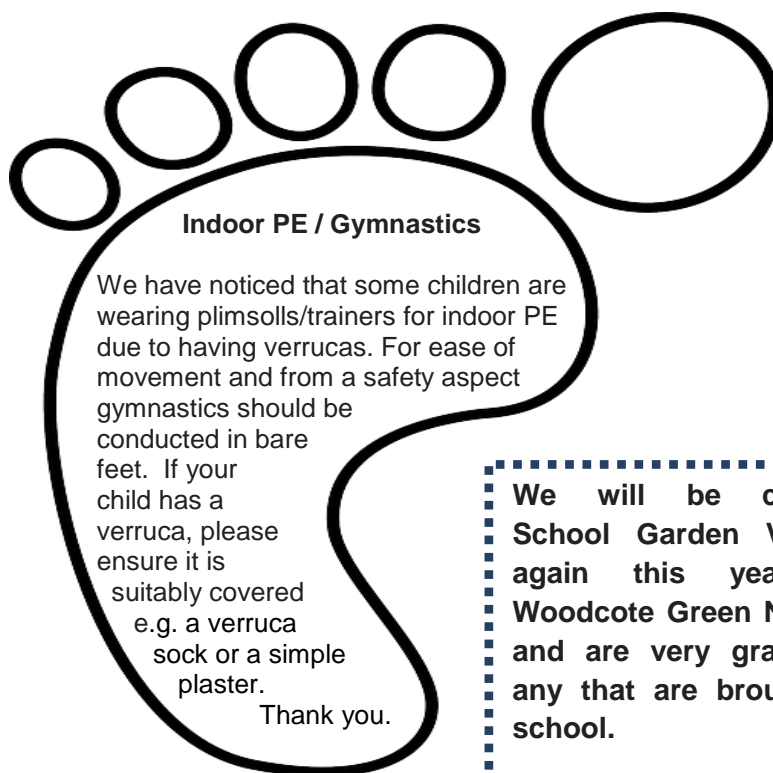 Indoor PE / Gymnastics
We have noticed that some children are
wearing plimsolls/trainers for indoor PE
due to having verrucas. For ease of
movement and from a safety aspect
gymnastics should be
conducted in bare
feet. If your
child has a
verruca, please
ensure it is
suitably covered
e.g. a verruca
sock or a simple
plaster.
Thank you.
We will be
School Garden
again this
Woodcote Green
and are very
any that are
school.